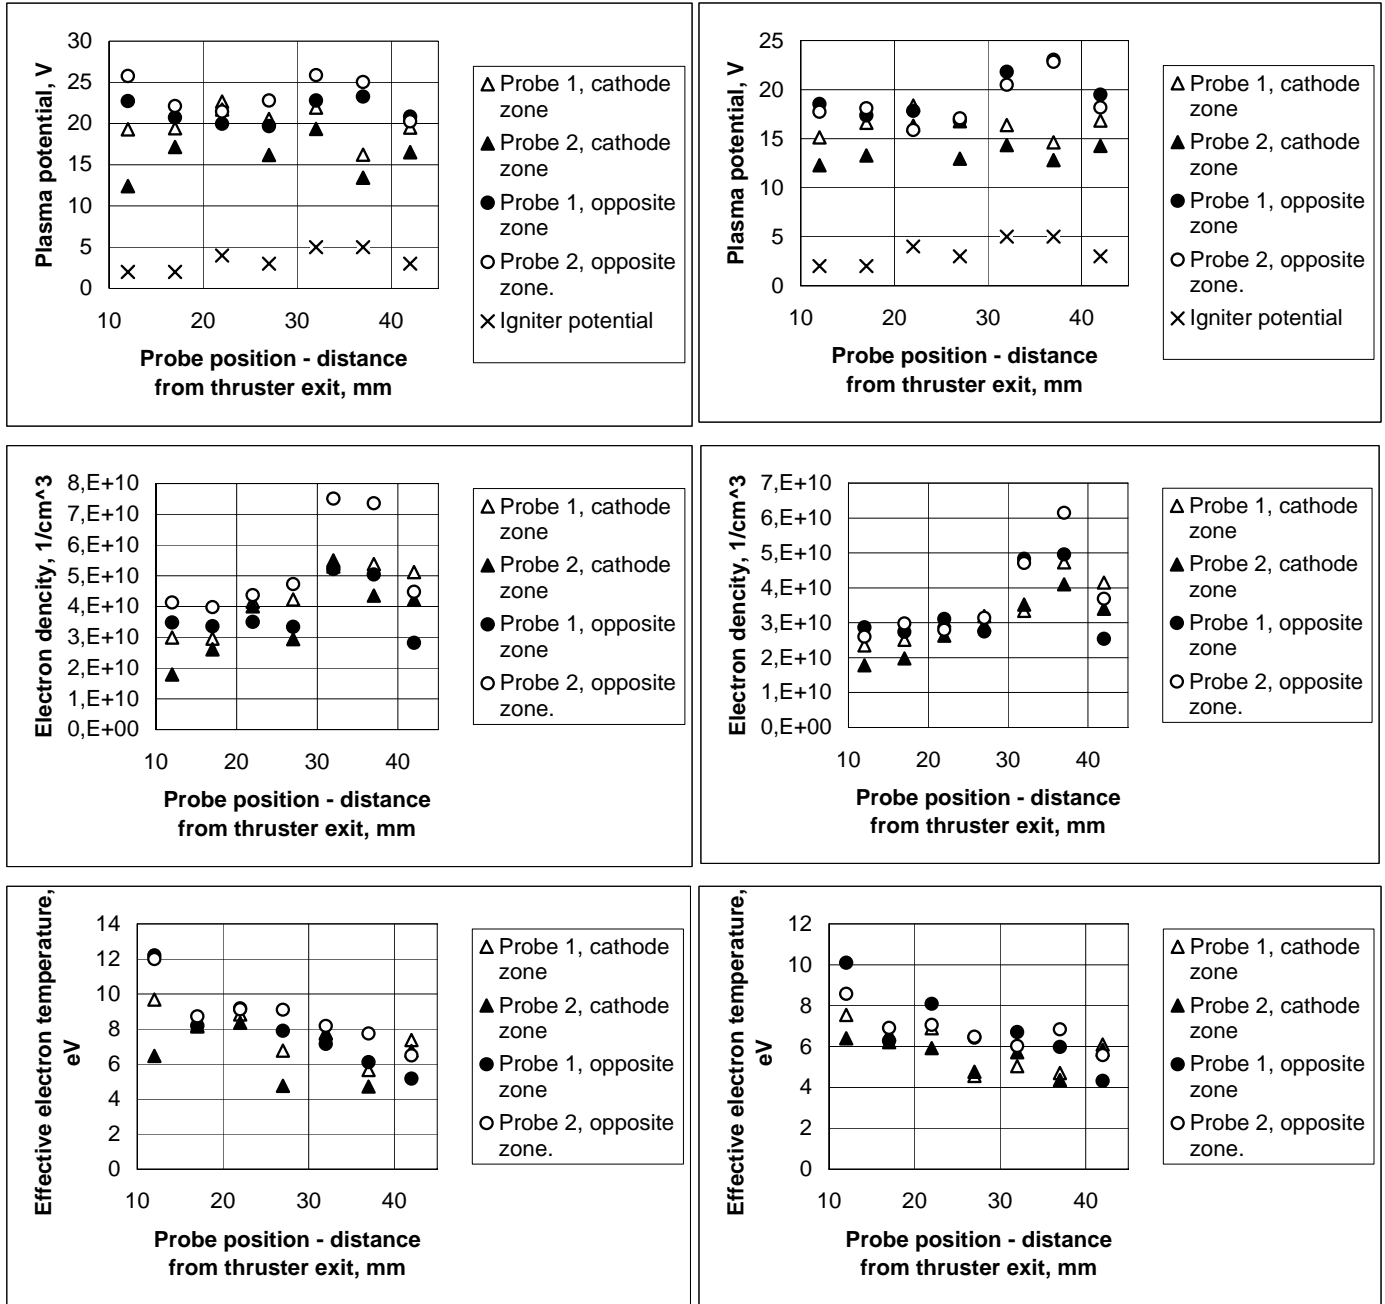 Plasma potential, V
30
25
20
15
10
5
0
10 20 30 40
Probe position - distance
from thruster exit, mm
Probe 1, cathode
zone
Probe 2, cathode
zone
Probe 1, opposite
zone
Probe 2, opposite
zone.
Igniter potential
Plasma potential, V
25
20
15
10
5
0
10 20 30 40
Probe position - distance
from thruster exit, mm
Probe 1, cathode
zone
Probe 2, cathode
zone
Probe 1, opposite
zone
Probe 2, opposite
zone.
Igniter potential
Electron dencity, 1/cm^3
8,E+10
7,E+10
6,E+10
5,E+10
4,E+10
3,E+10
2,E+10
1,E+10
0,E+00
10 20 30 40
Probe position - distance
from thruster exit, mm
Probe 1, cathode
zone
Probe 2, cathode
zone
Probe 1, opposite
zone
Probe 2, opposite
zone.
Electron dencity, 1/cm^3
7,E+10
6,E+10
5,E+10
4,E+10
3,E+10
2,E+10
1,E+10
0,E+00
10 20 30 40
Probe position - distance
from thruster exit, mm
Probe 1, cathode
zone
Probe 2, cathode
zone
Probe 1, opposite
zone
Probe 2, opposite
zone.
Effective electron temperature,
eV
14
12
10
8
6
4
2
0
10 20 30 40
Probe position - distance
from thruster exit, mm
Probe 1, cathode
zone
Probe 2, cathode
zone
Probe 1, opposite
zone
Probe 2, opposite
zone.
Effective electron temperature,
eV
12
10
8
6
4
2
0
10 20 30 40
Probe position - distance
from thruster exit, mm
Probe 1, cathode
zone
Probe 2, cathode
zone
Probe 1, opposite
zone
Probe 2, opposite
zone.